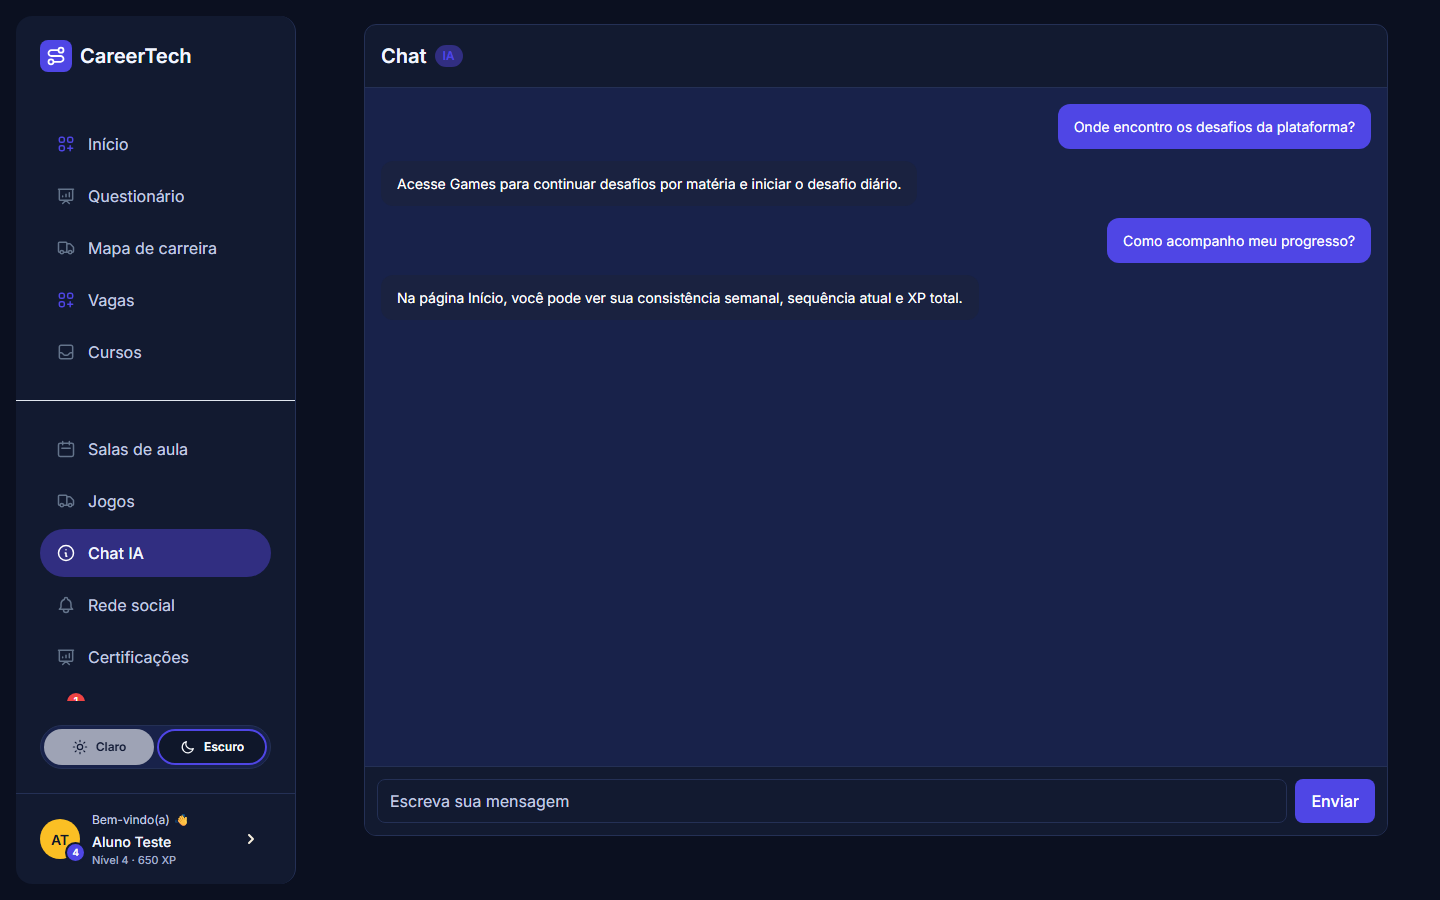 CareerTech
Início
Questionário
Mapa de carreira
Vagas
Cursos
Salas de aula
Jogos
Chat IA
Rede social
Certificações
Claro
Escuro
AT
4
Bem-vindo(a) 👋
Aluno Teste
Nível 4 · 650 XP
Chat IA
Onde encontro os desafios da plataforma?
Acesse Games para continuar desafios por matéria e iniciar o desafio diário.
Como acompanho meu progresso?
Na página Início, você pode ver sua consistência semanal, sequência atual e XP total.
Escreva sua mensagem
Enviar